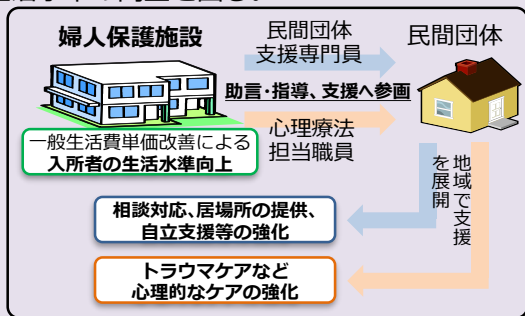 婦人保護施設
民間団体
支援専門員
民間団体
助言・指導、支援へ参画
心理療法
担当職員
一般生活費単価改善による
入所者の生活水準向上
地域で支援
を展開
相談対応、居場所の提供、
自立支援等の強化
トラウマケアなど
心理的なケアの強化